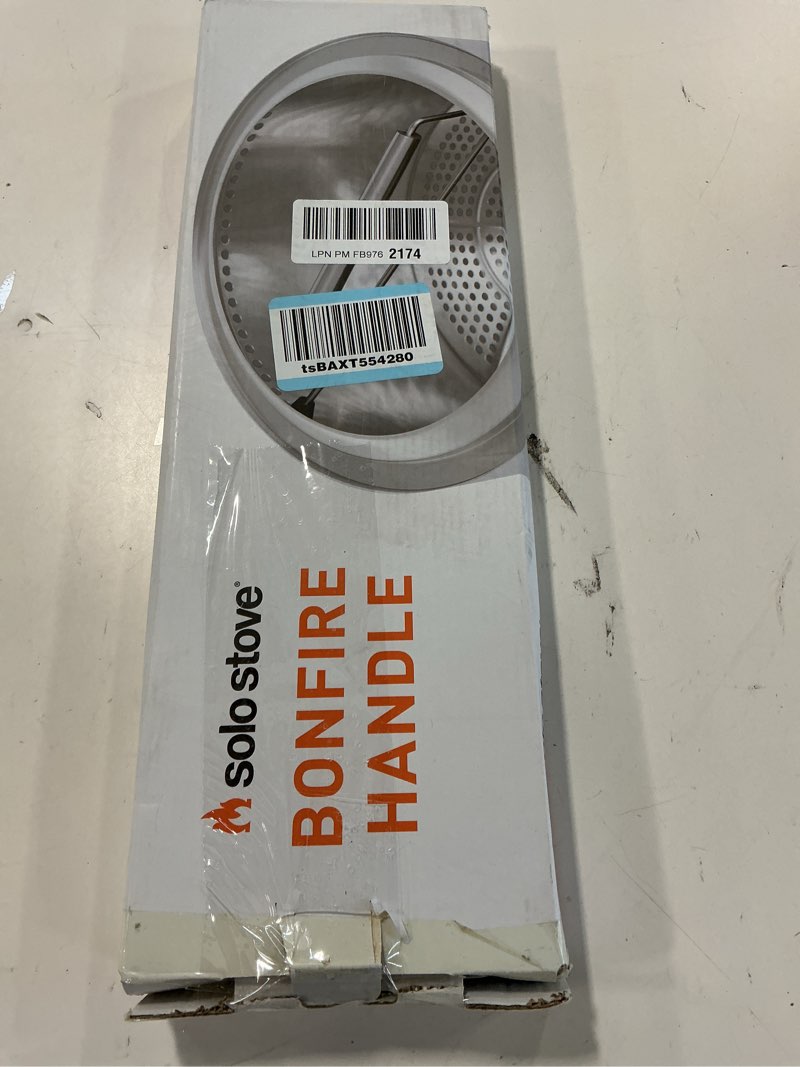 LPN PM FB976 2174
tsBAXT554280
solo stove®
BONFIRE
HANDLE